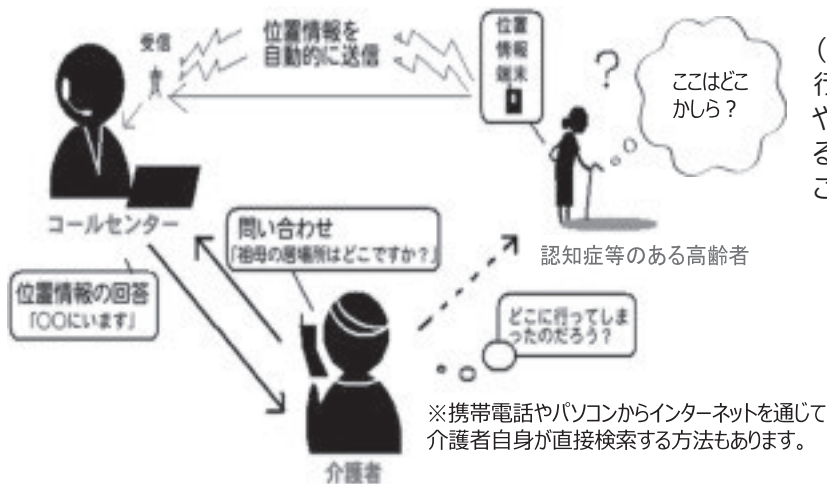 受信
位置情報を
自動的に送信
位置
情報
端末
?
ここはどこ
かしら？
（
行
や
る
こ
コールセンター
問い合わせ
「祖母の居場所はどこですか？」
認知症等のある高齢者
位置情報の回答
「〇〇にいます」
どこに行ってしま
ったのだろう？
※携帯電話やパソコンからインターネットを通じて
介護者自身が直接検索する方法もあります。
介護者